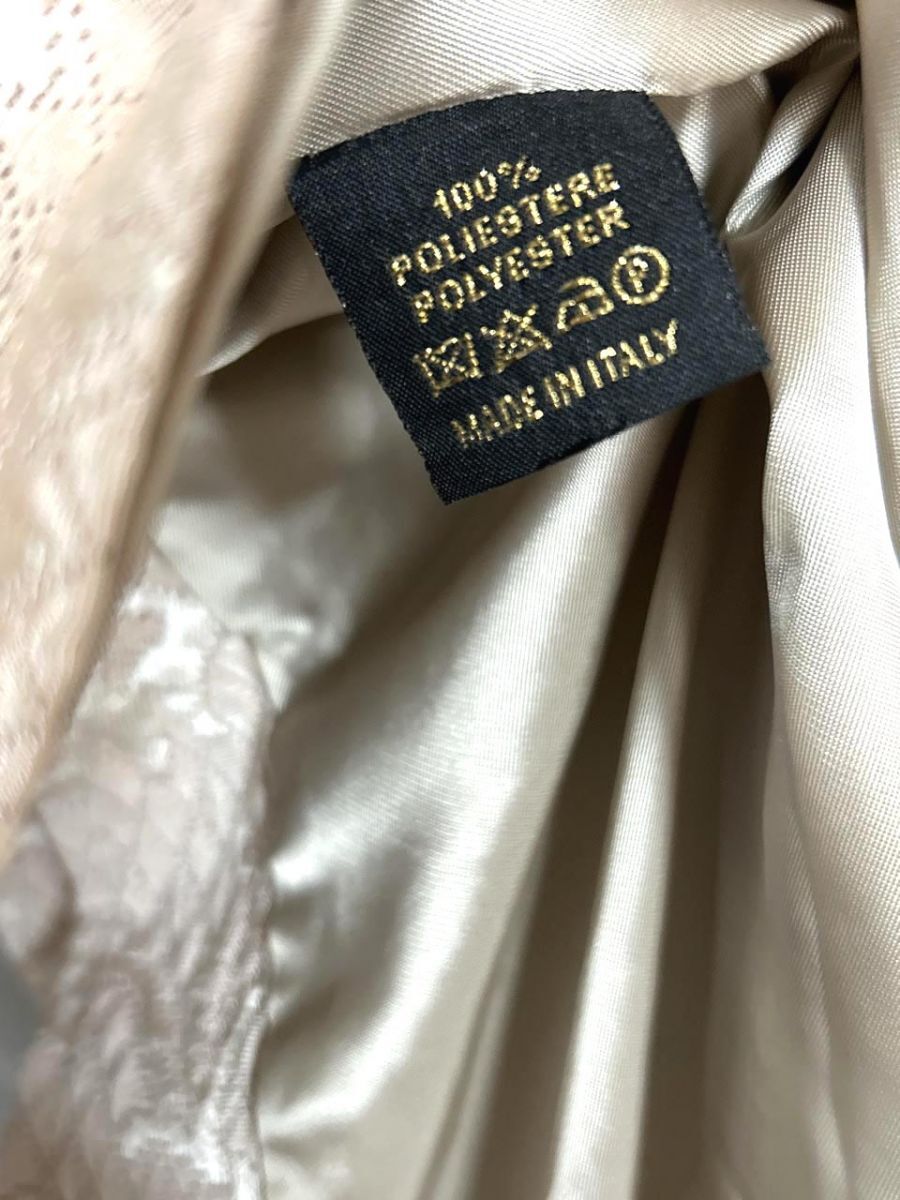 100%
POLIESTERE
POLYESTER
P
MADE IN ITALY